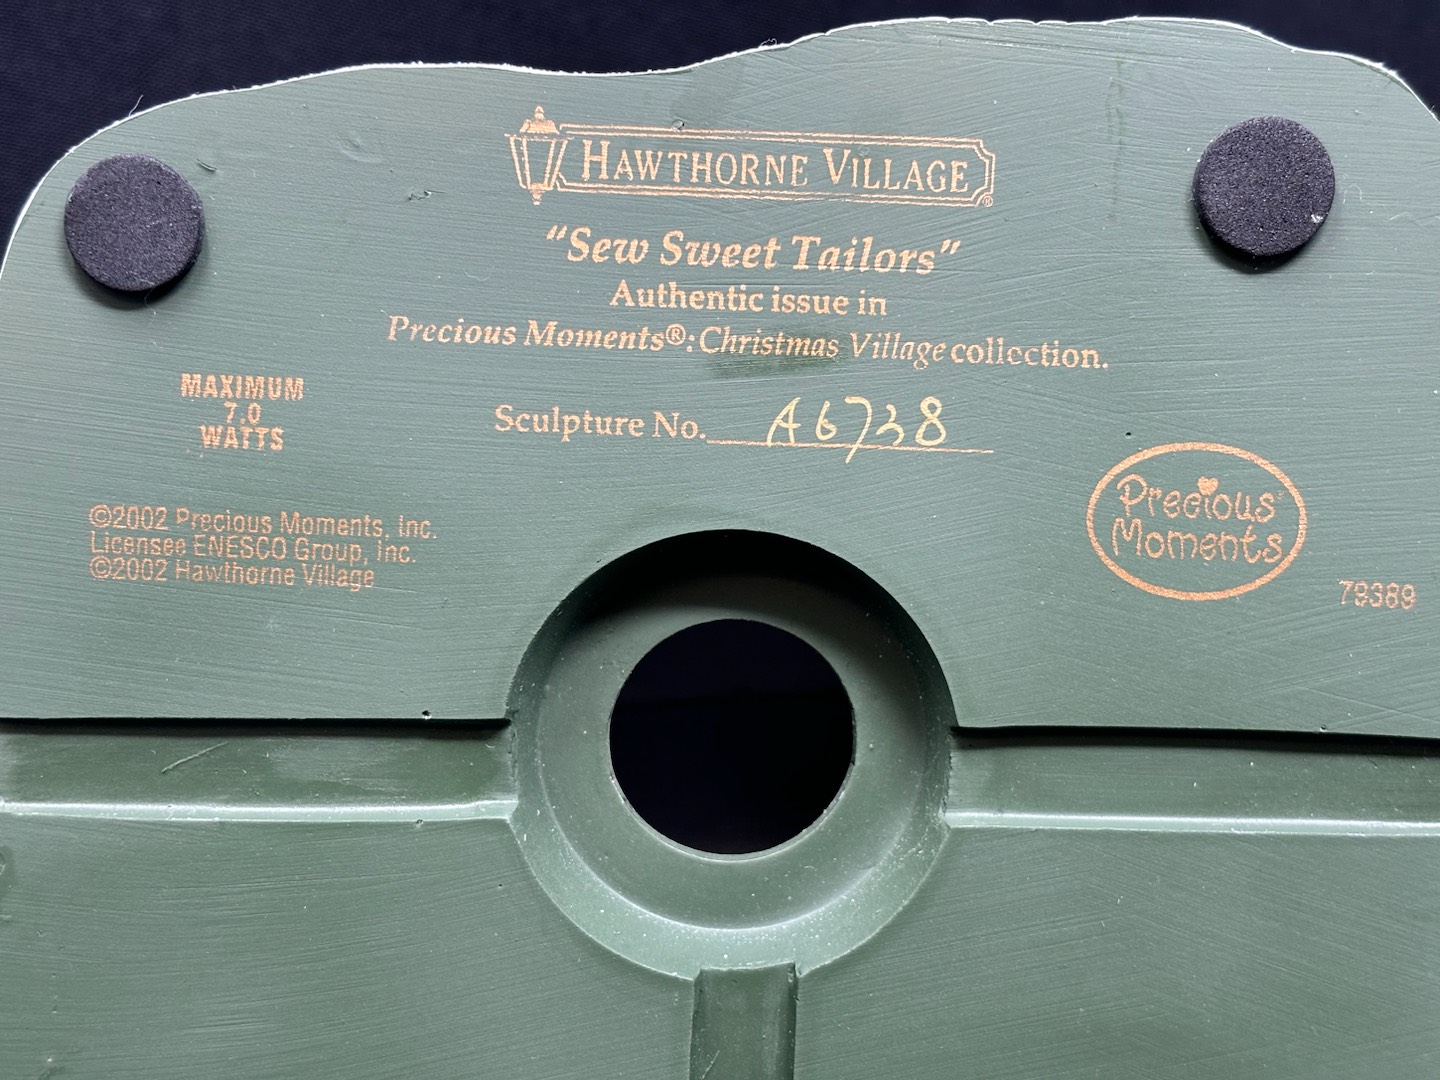 HAWTHORNE VILLAGE®
"Sew Sweet Tailors"
Authentic issue in
Precious Moments®: Christmas Village collection.
Sculpture No. A6738
MAXIMUM
7.0
WATTS
©2002 Precious Moments, Inc.
Licensee ENESCO Group, Inc.
©2002 Hawthorne Village
Precious
Moments
79389